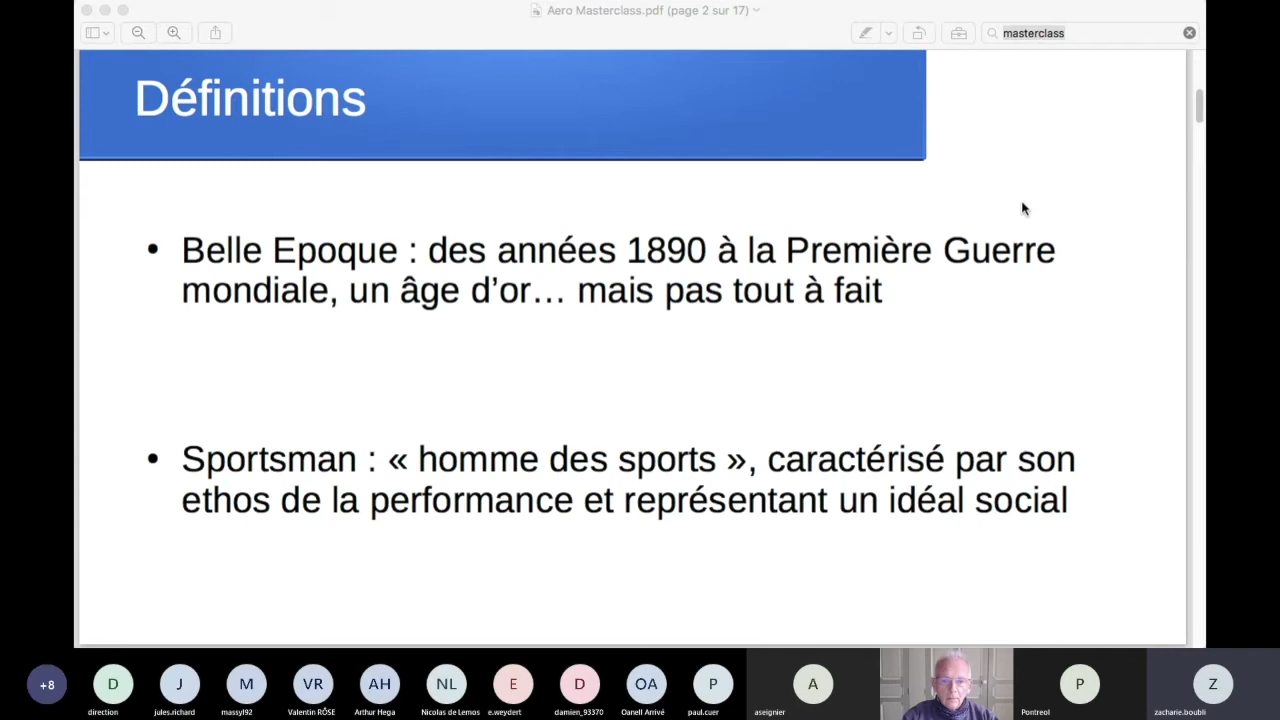 Aero Masterclass.pdf (page 2 sur 17)
masterclass
Définitions
• Belle Epoque : des années 1890 à la Première Guerre
mondiale, un âge d’or… mais pas tout à fait
• Sportsman : « homme des sports », caractérisé par son
ethos de la performance et représentant un idéal social
+8
D
J
M
VR
AH
NL
E
D
OA
P
A
P
Z
direction
jules.richard
massyl92
Valentin RÔSE
Arthur Hega
Nicolas de Lemos
e.weydert
damien_93370
Oanell Arrivé
paul.cuer
aseignier
Pontreol
zacharie.boubli